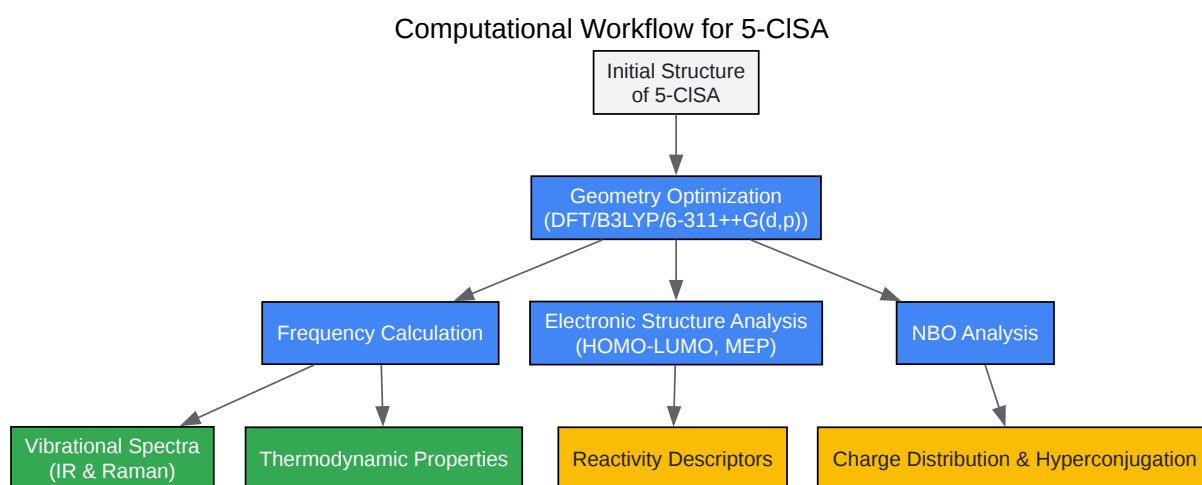 Computational Workflow for 5-ClSA
Initial Structure
of 5-ClSA
Geometry Optimization
(DFT/B3LYP/6-311++G(d,p))
Frequency Calculation
Electronic Structure Analysis
(HOMO-LUMO, MEP)
NBO Analysis
Vibrational Spectra
(IR & Raman)
Thermodynamic Properties
Reactivity Descriptors
Charge Distribution & Hyperconjugation